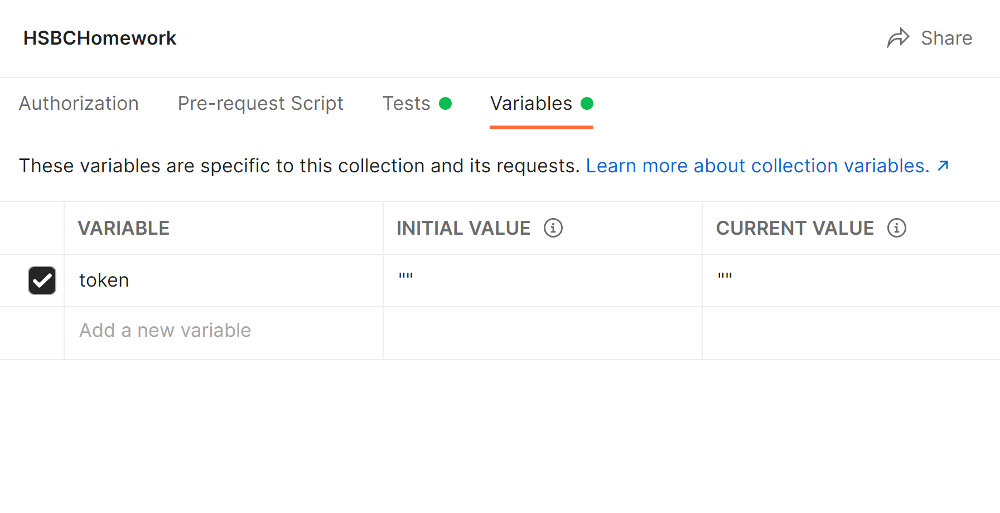 HSBCHomework
Share
Authorization Pre-request Script Tests Variables
These variables are specific to this collection and its requests. Learn more about collection variables. ↗
VARIABLE INITIAL VALUE CURRENT VALUE
token "" ""
Add a new variable